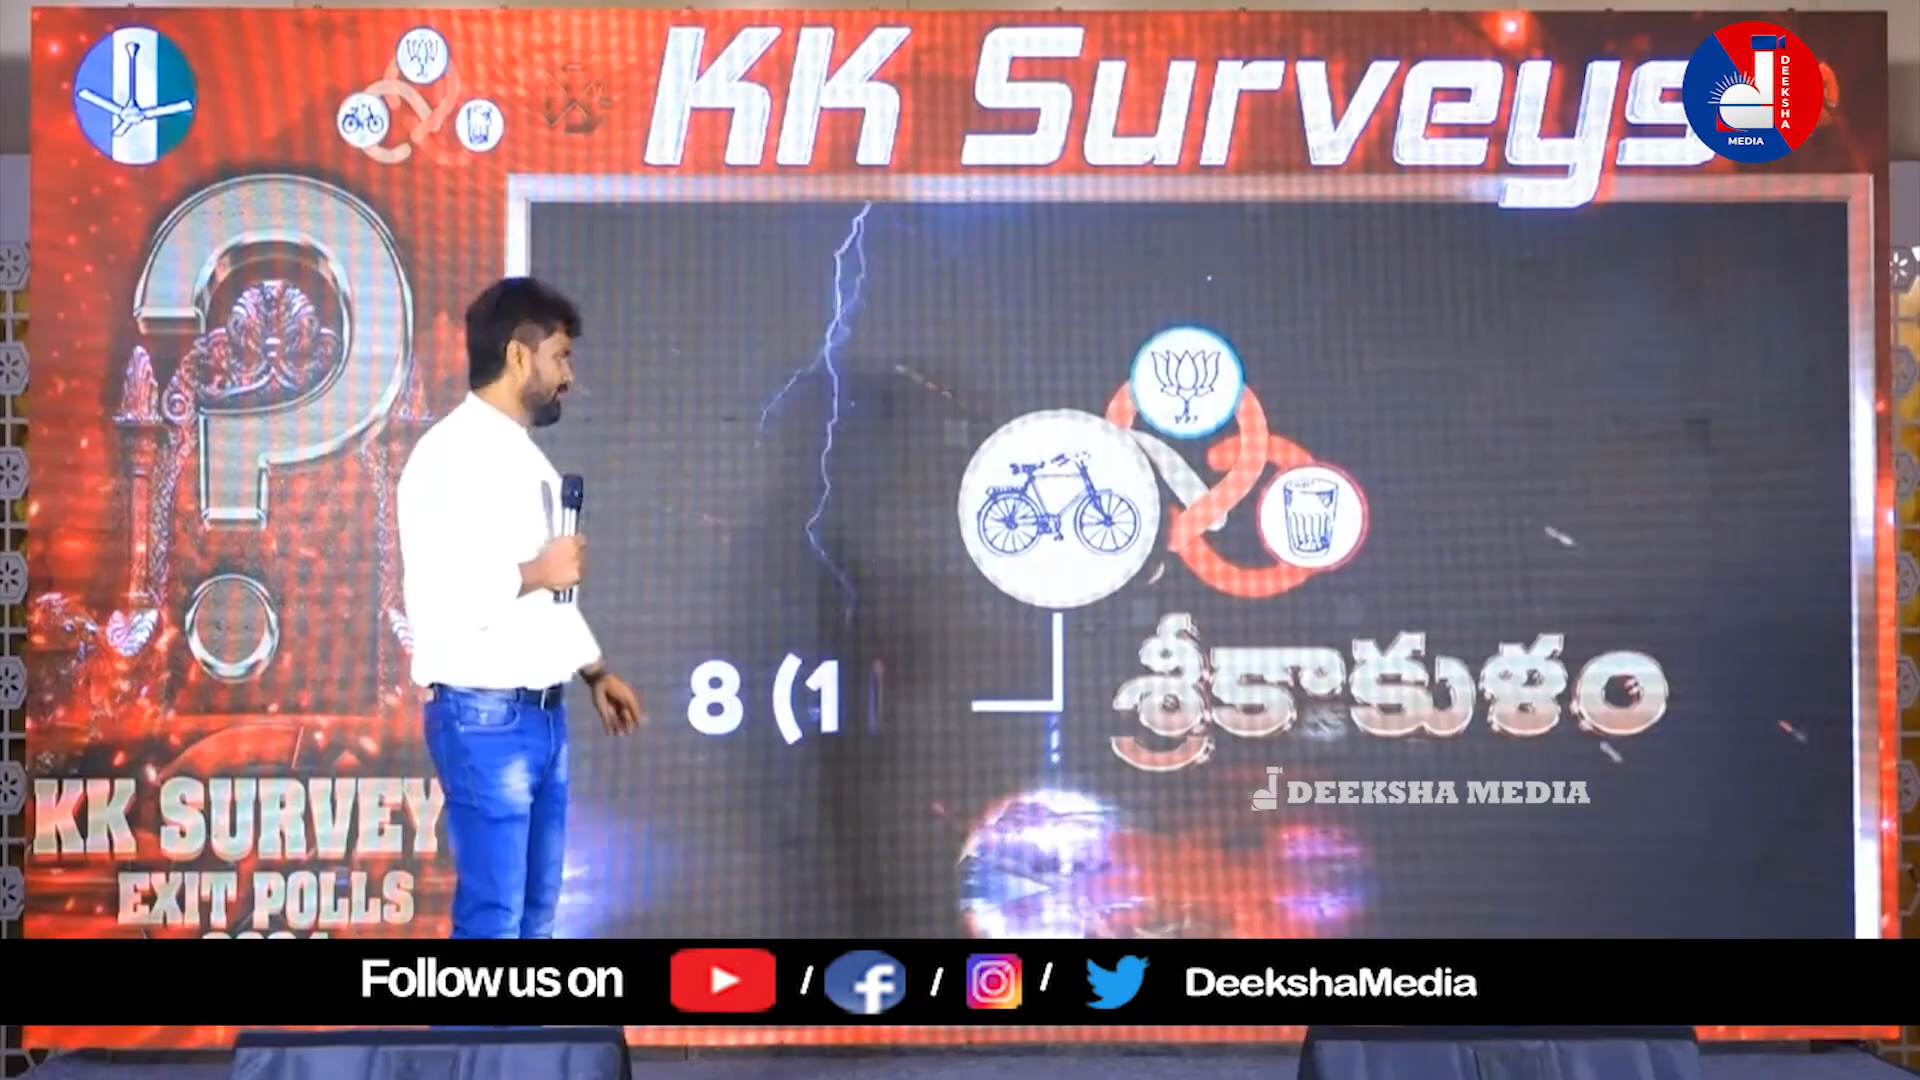 KK Surveys
DEEKSHA
MEDIA
8 (1
శ్రీకాకుళం
DEEKSHA MEDIA
KK SURVEY
EXIT POLLS
Follow us on / / / DeekshaMedia